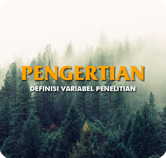 PENGERTIAN
DEFINISI VARIABEL PENELITIAN